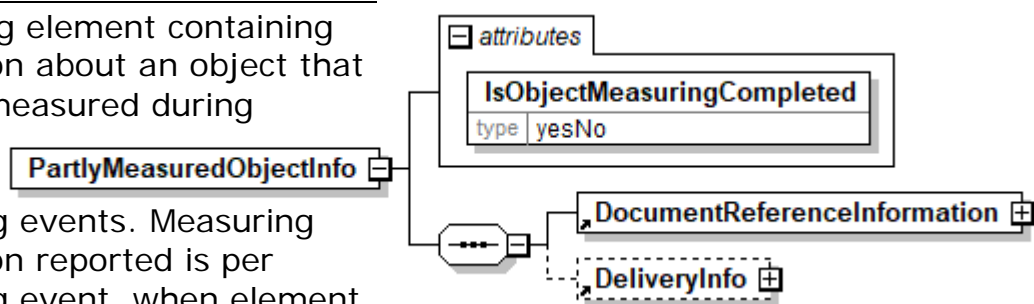 g element containing
on about an object that
measured during
g events. Measuring
on reported is per
g event, when element
attributes
IsObjectMeasuringCompleted
type yesNo
PartlyMeasuredObjectInfo
DocumentReferenceInformation
DeliveryInfo